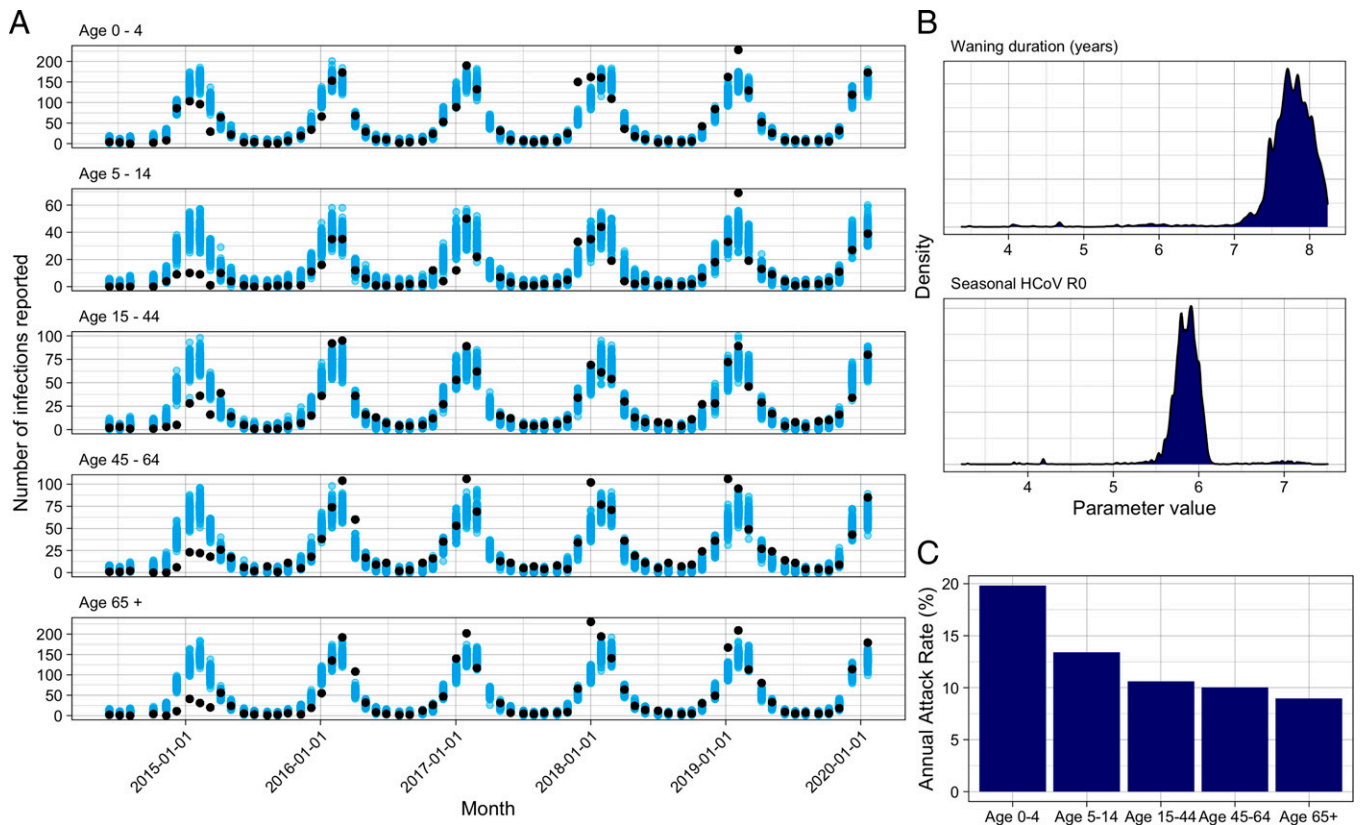 A
Number of infections reported
Age 0 - 4
200
150
100
50
0
Age 5 - 14
60
40
20
0
Age 15 - 44
100
75
50
25
0
Age 45 - 64
100
75
50
25
0
Age 65 +
200
150
100
50
0
2015-01-01
2016-01-01
2017-01-01
2018-01-01
2019-01-01
2020-01-01
Month
B
Density
Waning duration (years)
4 5 6 7 8
Seasonal HCoV R0
4 5 6 7
Parameter value
C
Annual Attack Rate (%)
20
15
10
5
0
Age 0-4 Age 5-14 Age 15-44 Age 45-64 Age 65+